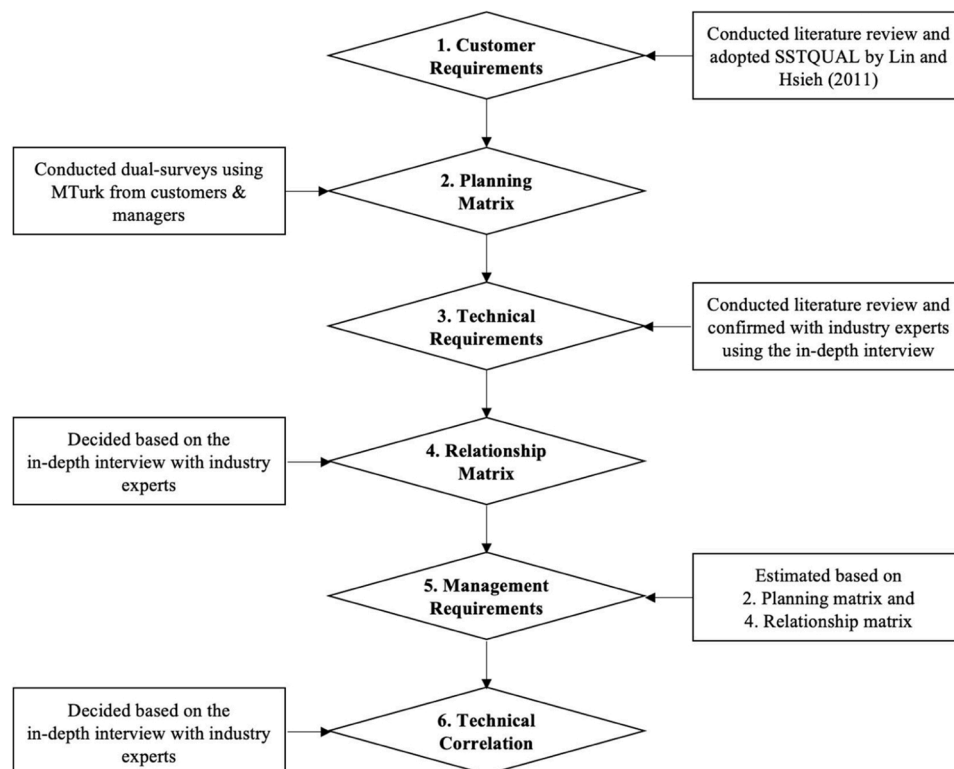 1. Customer
Requirements
Conducted literature review and
adopted SSTQUAL by Lin and
Hsieh (2011)
Conducted dual-surveys using
MTurk from customers &
managers
2. Planning
Matrix
3. Technical
Requirements
Conducted literature review and
confirmed with industry experts
using the in-depth interview
Decided based on the
in-depth interview with industry
experts
4. Relationship
Matrix
5. Management
Requirements
Estimated based on
2. Planning matrix and
4. Relationship matrix
Decided based on the
in-depth interview with industry
experts
6. Technical
Correlation